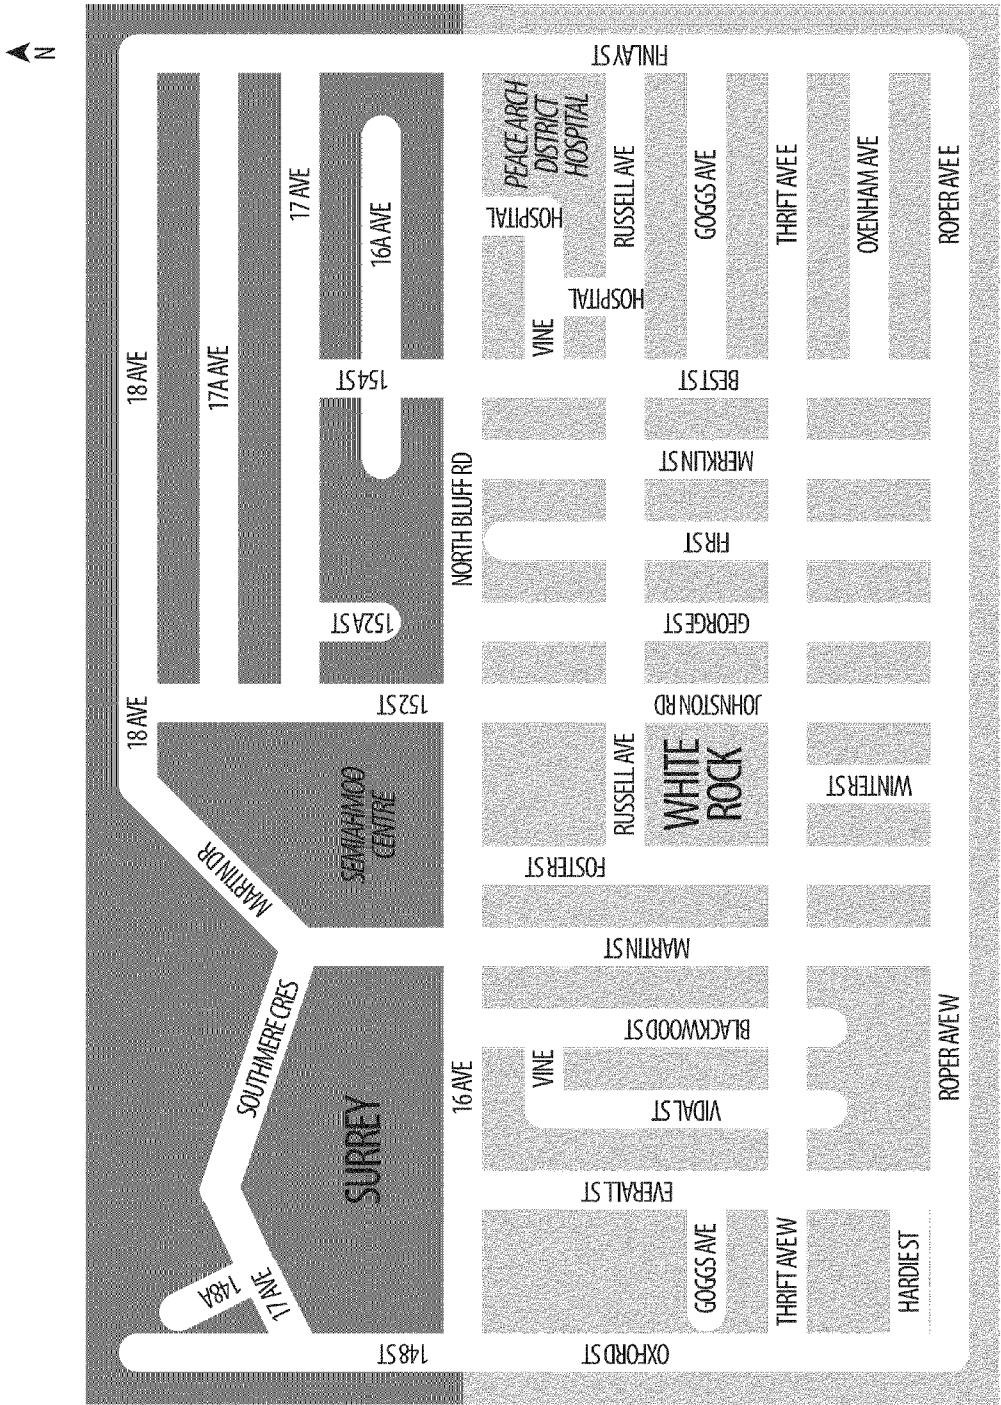 N
18 AVE
18 AVE
148A
MARTIN DR
17A AVE
17 AVE
SOUTHMERE CRES
17 AVE
SURREY
SEMIAHMOO
CENTRE
152A ST
154 ST
16A AVE
148 ST
152 ST
16 AVE
NORTH BLUFF RD
VINE
VINE
HOSPITAL
PEACE ARCH
DISTRICT
HOSPITAL
FOSTER ST
RUSSELL AVE
HOSPITAL
RUSSELL AVE
OXFORD ST
EVERALL ST
VIDAL ST
BLACKWOOD ST
MARTIN ST
WHITE
ROCK
JOHNSTON RD
GEORGE ST
FIR ST
MERKLIN ST
BEST ST
FINLAY ST
GOGGS AVE
GOGGS AVE
THRIFT AVE W
THRIFT AVE E
WINTER ST
OXENHAM AVE
HARDIE ST
ROPER AVE W
ROPER AVE E